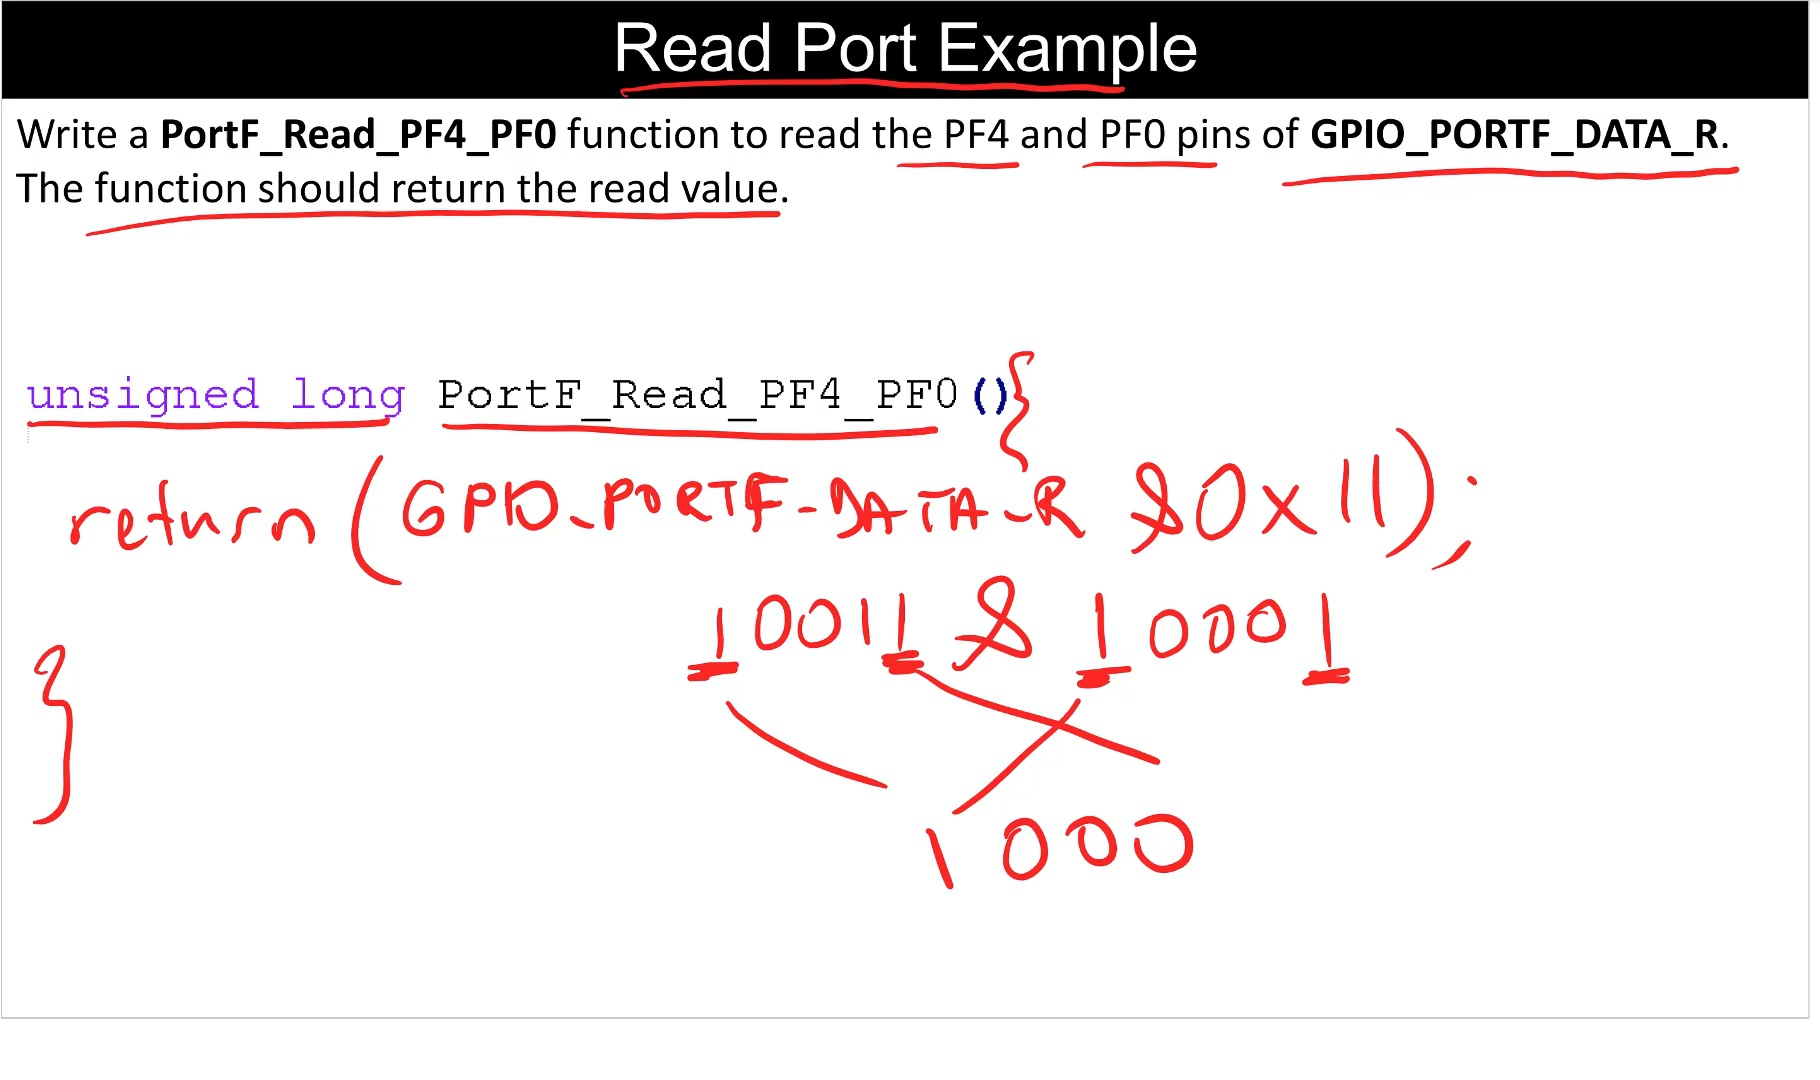 Read Port Example
Write a PortF_Read_PF4_PF0 function to read the PF4 and PF0 pins of GPIO_PORTF_DATA_R.
The function should return the read value.
unsigned long PortF_Read_PF4_PF0(){
return (GPIO_PORTF_DATA_R & 0x11);
10011 & 10001
}
1000